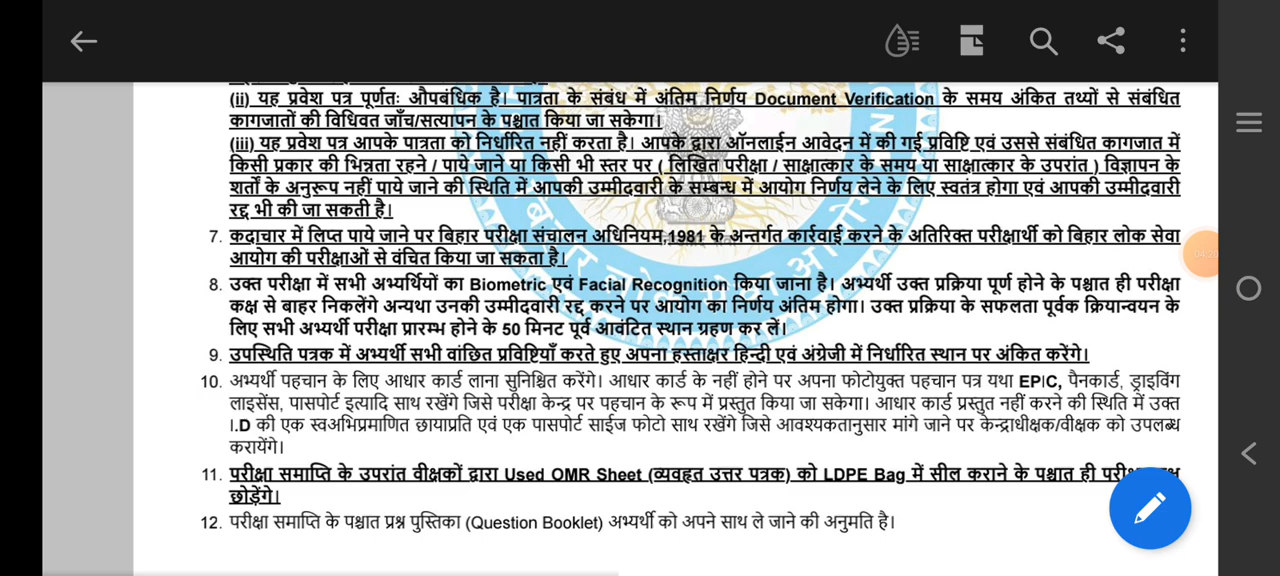 (ii) यह प्रवेश पत्र पूर्णतः औपबंधिक है। पात्रता के संबंध में अंतिम निर्णय Document Verification के समय अंकित तथ्यों से संबंधित
कागजातों की विधिवत जाँच/सत्यापन के पश्चात किया जा सकेगा।
(iii) यह प्रवेश पत्र आपके पात्रता को निर्धारित नहीं करता है। आपके द्वारा ऑनलाईन आवेदन में की गई प्रविष्टि एवं उससे संबंधित कागजात में
किसी प्रकार की भिन्नता रहने / पाये जाने या किसी भी स्तर पर ( लिखित परीक्षा / साक्षात्कार के समय या साक्षात्कार के उपरांत ) विज्ञापन के
शर्तों के अनुरूप नहीं पाये जाने की स्थिति में आपकी उम्मीदवारी के सम्बन्ध में आयोग निर्णय लेने के लिए स्वतंत्र होगा एवं आपकी उम्मीदवारी
रद्द भी की जा सकती है।
7. कदाचार में लिप्त पाये जाने पर बिहार परीक्षा संचालन अधिनियम,1981 के अन्तर्गत कार्रवाई करने के अतिरिक्त परीक्षार्थी को बिहार लोक सेवा
आयोग की परीक्षाओं से वंचित किया जा सकता है।
04:20
8. उक्त परीक्षा में सभी अभ्यर्थियों का Biometric एवं Facial Recognition किया जाना है। अभ्यर्थी उक्त प्रक्रिया पूर्ण होने के पश्चात ही परीक्षा
कक्ष से बाहर निकलेंगे अन्यथा उनकी उम्मीदवारी रद्द करने पर आयोग का निर्णय अंतिम होगा। उक्त प्रक्रिया के सफलता पूर्वक क्रियान्वयन के
लिए सभी अभ्यर्थी परीक्षा प्रारम्भ होने के 50 मिनट पूर्व आवंटित स्थान ग्रहण कर लें।
9. उपस्थिति पत्रक में अभ्यर्थी सभी वांछित प्रविष्टियाँ करते हुए अपना हस्ताक्षर हिन्दी एवं अंग्रेजी में निर्धारित स्थान पर अंकित करेंगे।
10. अभ्यर्थी पहचान के लिए आधार कार्ड लाना सुनिश्चित करेंगे। आधार कार्ड के नहीं होने पर अपना फोटोयुक्त पहचान पत्र यथा EPIC, पैनकार्ड, ड्राइविंग
लाइसेंस, पासपोर्ट इत्यादि साथ रखेंगे जिसे परीक्षा केन्द्र पर पहचान के रूप में प्रस्तुत किया जा सकेगा। आधार कार्ड प्रस्तुत नहीं करने की स्थिति में उक्त
I.D की एक स्वअभिप्रमाणित छायाप्रति एवं एक पासपोर्ट साईज फोटो साथ रखेंगे जिसे आवश्यकतानुसार मांगे जाने पर केन्द्राधीक्षक/वीक्षक को उपलब्ध
करायेंगे।
11. परीक्षा समाप्ति के उपरांत वीक्षकों द्वारा Used OMR Sheet (व्यवहृत उत्तर पत्रक) को LDPE Bag में सील कराने के पश्चात ही
छोड़ेंगे।
12. परीक्षा समाप्ति के पश्चात प्रश्न पुस्तिका (Question Booklet) अभ्यर्थी को अपने साथ ले जाने की अनुमति है।